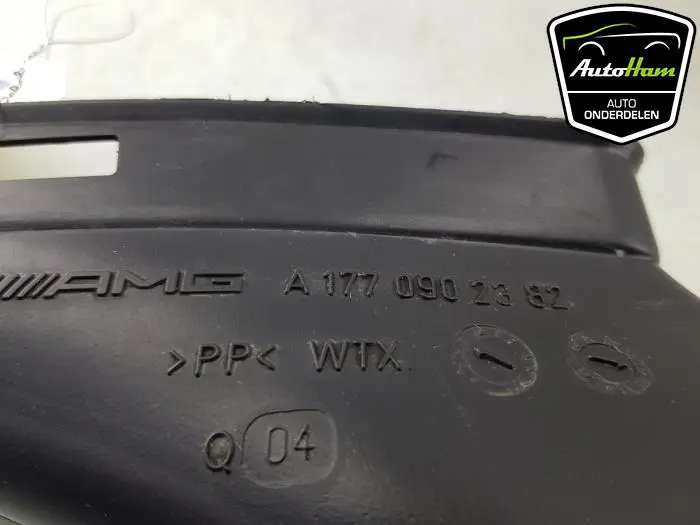 AutoHam
AUTO
ONDERDELEN
AMG A 177 090 23 82
>PP< WTX
Q 04